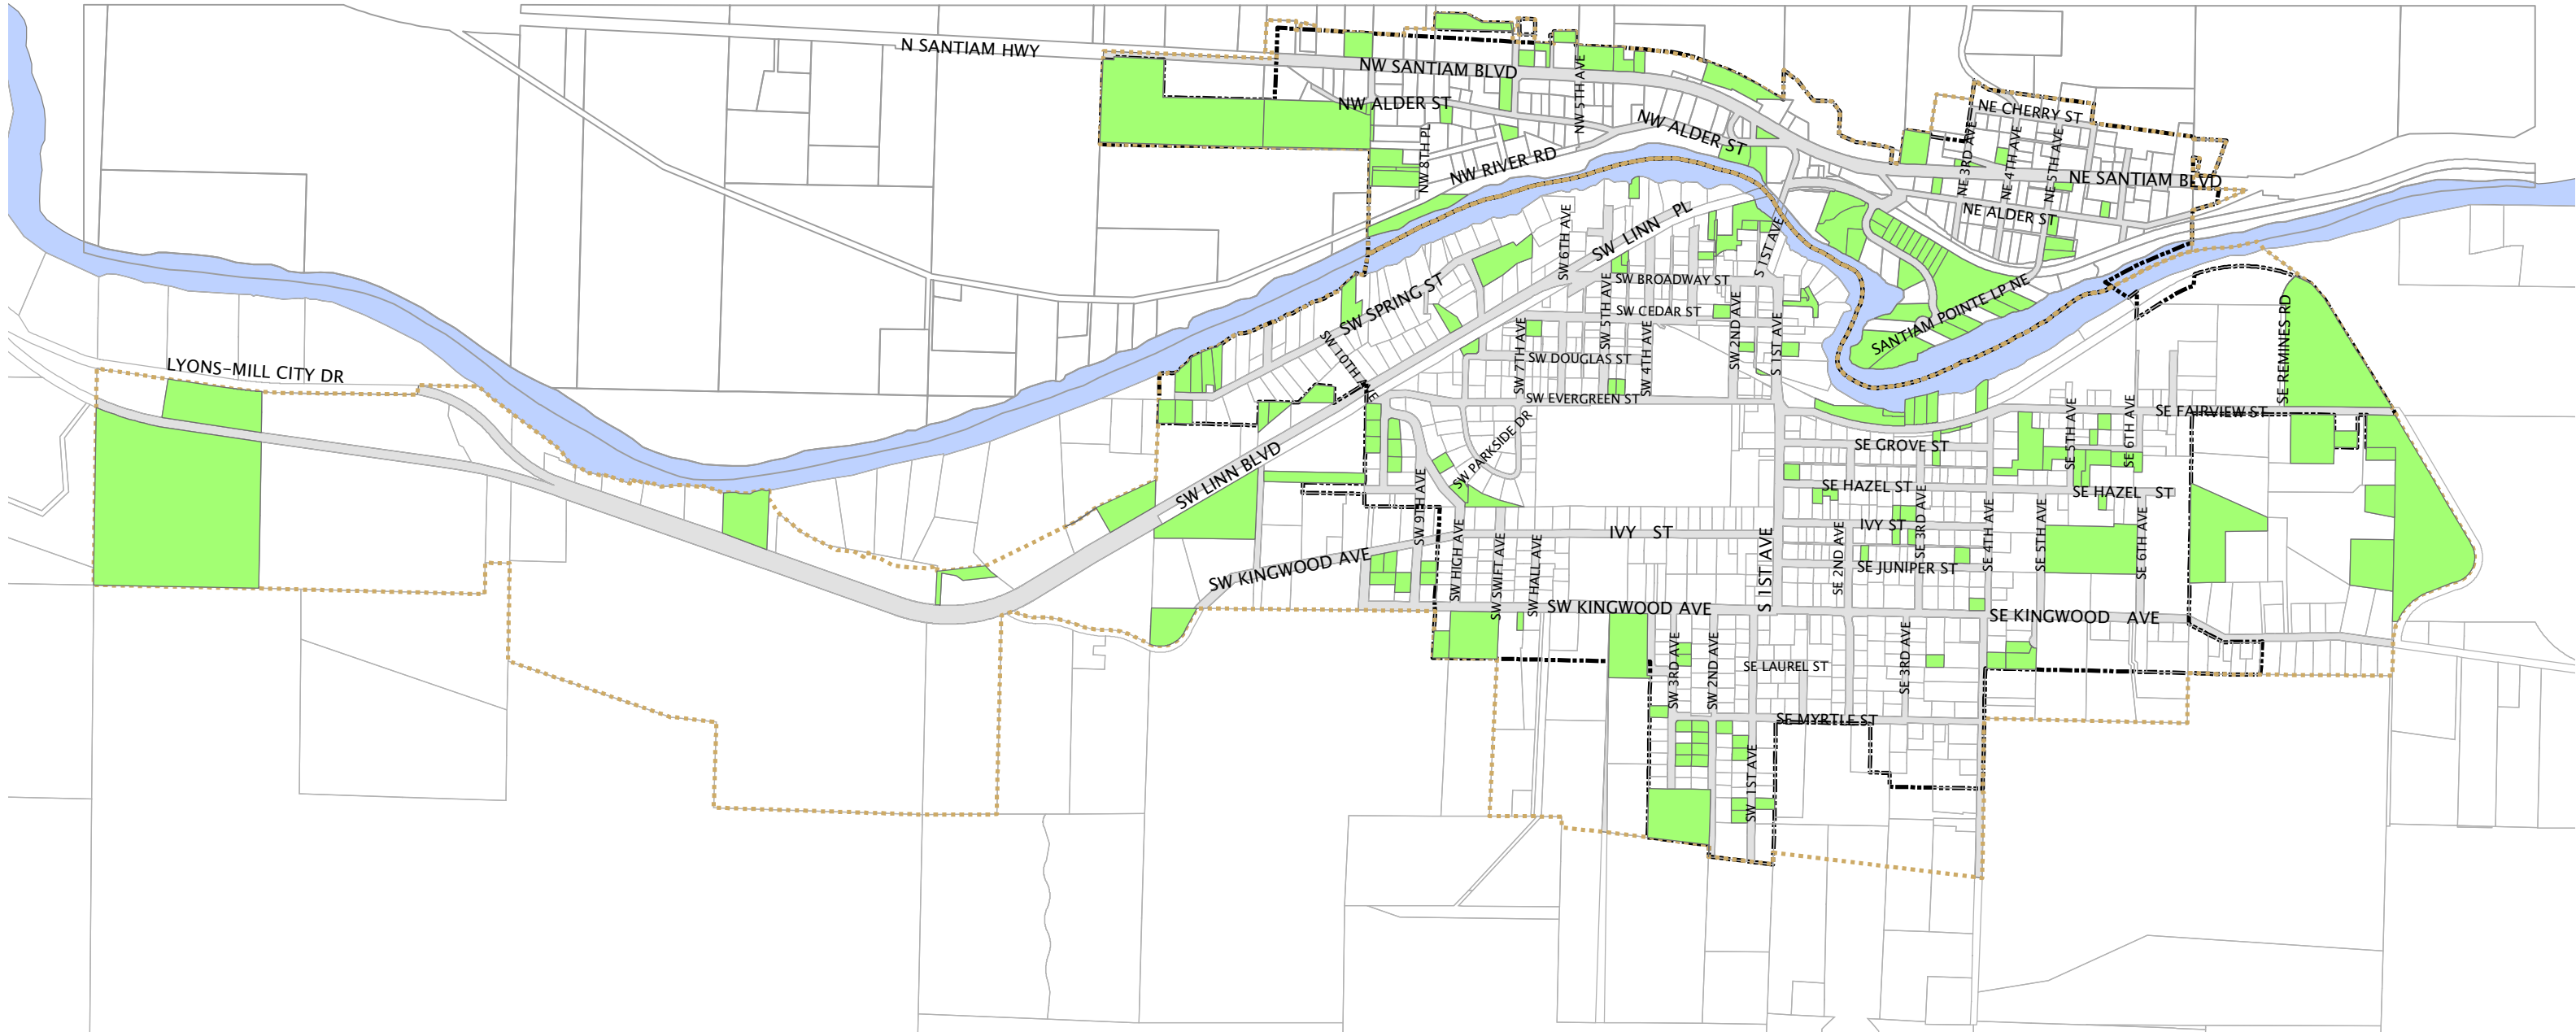 N SANTIAM HWY
NW SANTIAM BLVD
NW 5TH AVE
NW ALDER ST
NW ALDER ST
NE CHERRY ST
NE 3RD AVE
NE 4TH AVE
NE 5TH AVE
NW 8TH PL
NW RIVER RD
NE SANTIAM BLVD
NE ALDER ST
SW LINN PL
SW 6TH AVE
S 1ST AVE
SW BROADWAY ST
SW SPRING ST
SW 5TH AVE
SANTIAM POINTE LP NE
SE REMINES RD
SW CEDAR ST
SW 2ND AVE
S 1ST AVE
SW 7TH AVE
SW 4TH AVE
SW 10TH AVE
SW DOUGLAS ST
LYONS-MILL CITY DR
SW EVERGREEN ST
SE FAIRVIEW ST
SE 5TH AVE
SE 6TH AVE
SW PARKSIDE DR
SE GROVE ST
SW LINN BLVD
SE HAZEL ST
SE HAZEL ST
SW 9TH AVE
SE 3RD AVE
IVY ST
IVY ST
SE 4TH AVE
SE 5TH AVE
SE 6TH AVE
SW HIGH AVE
SW SWIFT AVE
SW HALL AVE
S 1ST AVE
SE 2ND AVE
SW KINGWOOD AVE
SE JUNIPER ST
SW KINGWOOD AVE
SE KINGWOOD AVE
SW 3RD AVE
SW 2ND AVE
SE LAUREL ST
SE 3RD AVE
SE MYRTLE ST
SW 1ST AVE